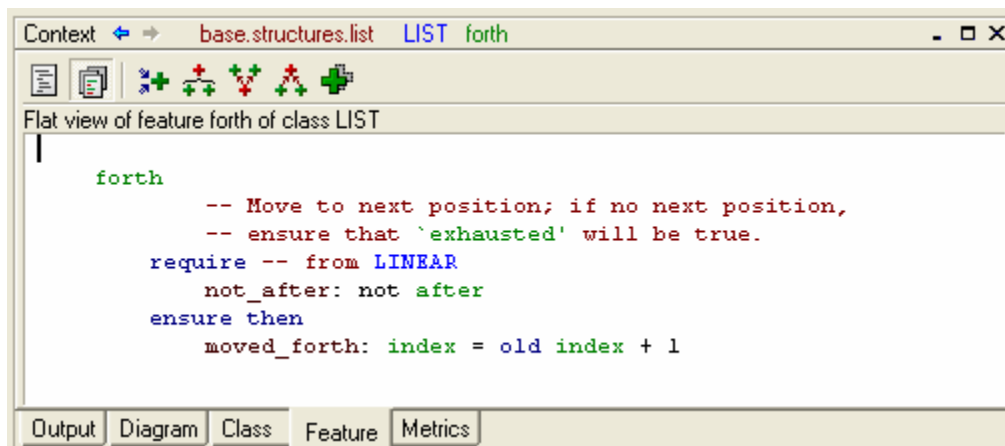 Context base.structures.list LIST forth
Flat view of feature forth of class LIST
forth
-- Move to next position; if no next position,
-- ensure that `exhausted' will be true.
require -- from LINEAR
not_after: not after
ensure then
moved_forth: index = old index + 1
Output Diagram Class Feature Metrics